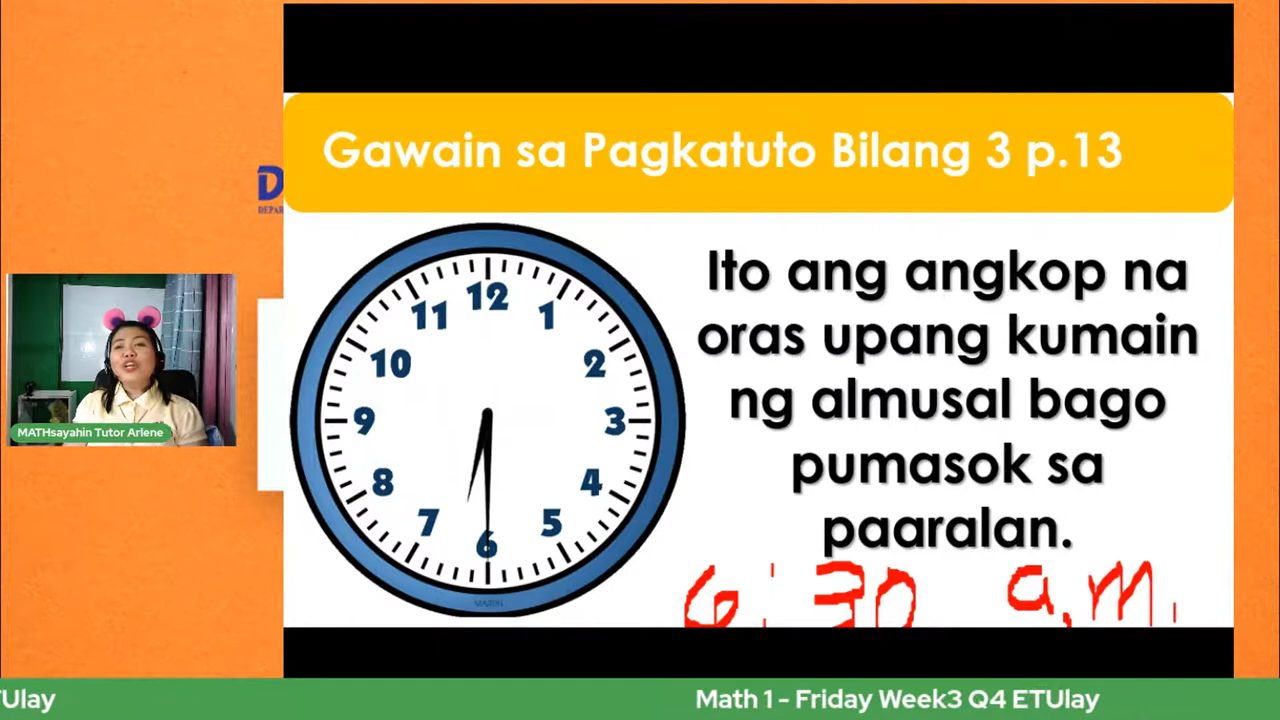 Gawain sa Pagkatuto Bilang 3 p.13
12
11
1
10
2
9
3
8
4
7
5
6
Ito ang angkop na
oras upang kumain
ng almusal bago
pumasok sa
paaralan.
6:30 a.m.
D
DEPAR
MATHsayahin Tutor Arlene
Ulay
Math 1 - Friday Week3 Q4 ETUlay